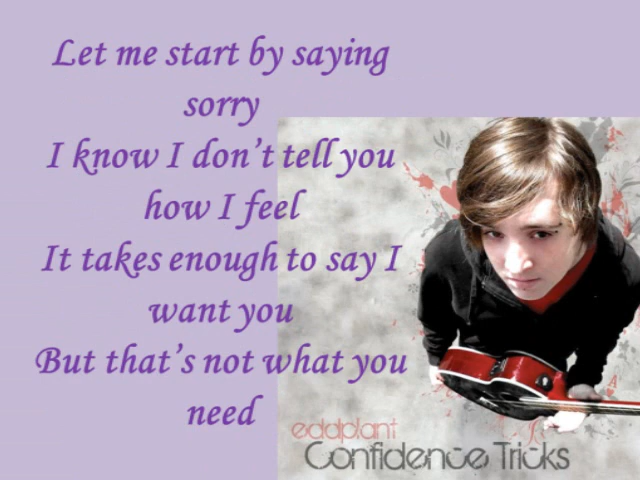 Let me start by saying
sorry
I know I don't tell you
how I feel
It takes enough to say I
want you
But that's not what you
need
eddplant
Confidence Tricks